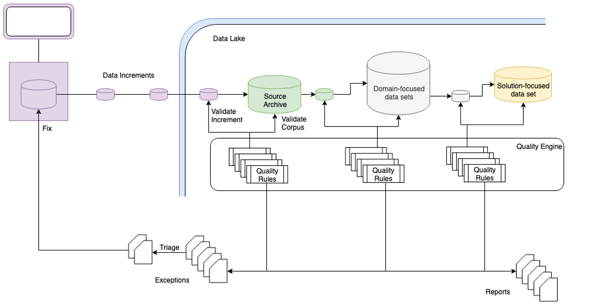 Data Lake
Data Increments
Source
Archive
Domain-focused
data sets
Solution-focused
data set
Validate
Increment
Validate
Corpus
Fix
Quality Engine
Quality
Rules
Quality
Rules
Quality
Rules
Triage
Exceptions
Reports